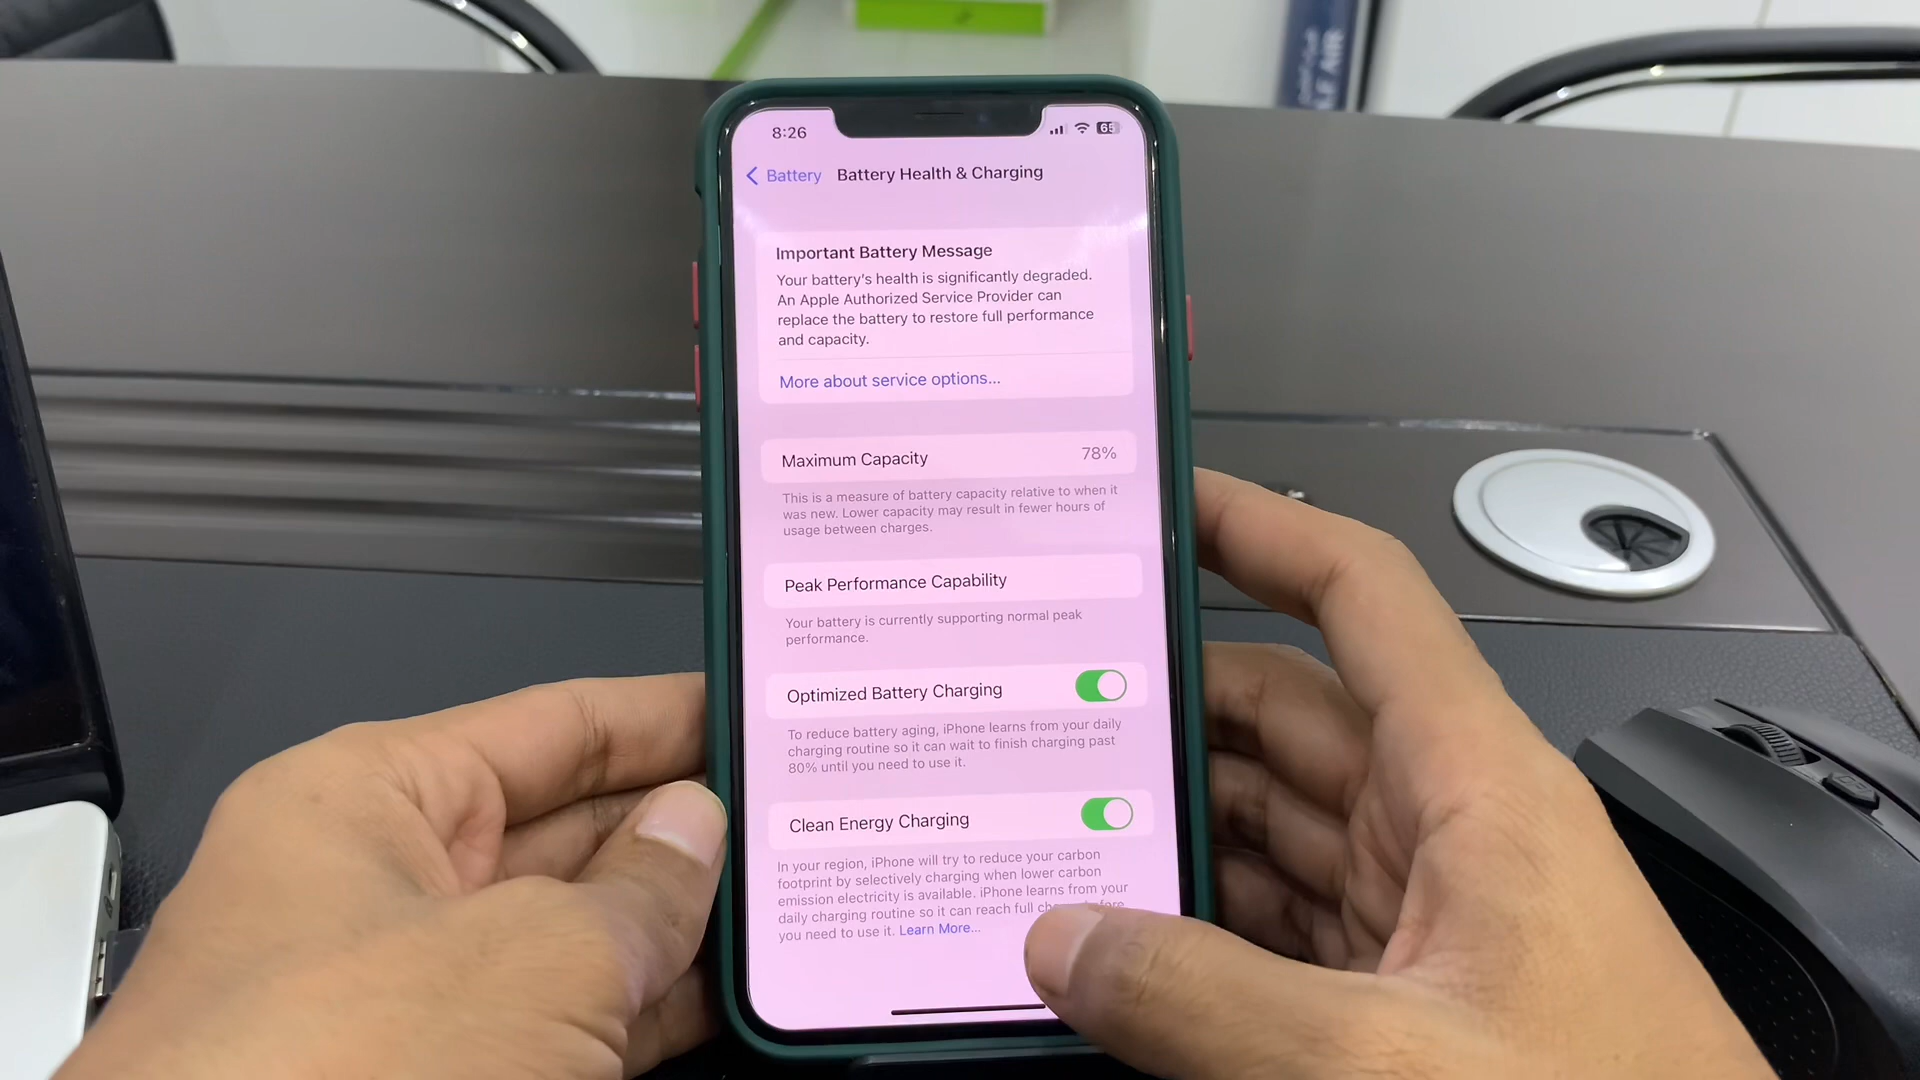 8:26
Battery Battery Health & Charging
Important Battery Message
Your battery's health is significantly degraded.
An Apple Authorized Service Provider can
replace the battery to restore full performance
and capacity.
More about service options...
Maximum Capacity 78%
This is a measure of battery capacity relative to when it
was new. Lower capacity may result in fewer hours of
usage between charges.
Peak Performance Capability
Your battery is currently supporting normal peak
performance.
Optimized Battery Charging
To reduce battery aging, iPhone learns from your daily
charging routine so it can wait to finish charging past
80% until you need to use it.
Clean Energy Charging
In your region, iPhone will try to reduce your carbon
footprint by selectively charging when lower carbon
emission electricity is available. iPhone learns from your
daily charging routine so it can reach full
you need to use it. Learn More...